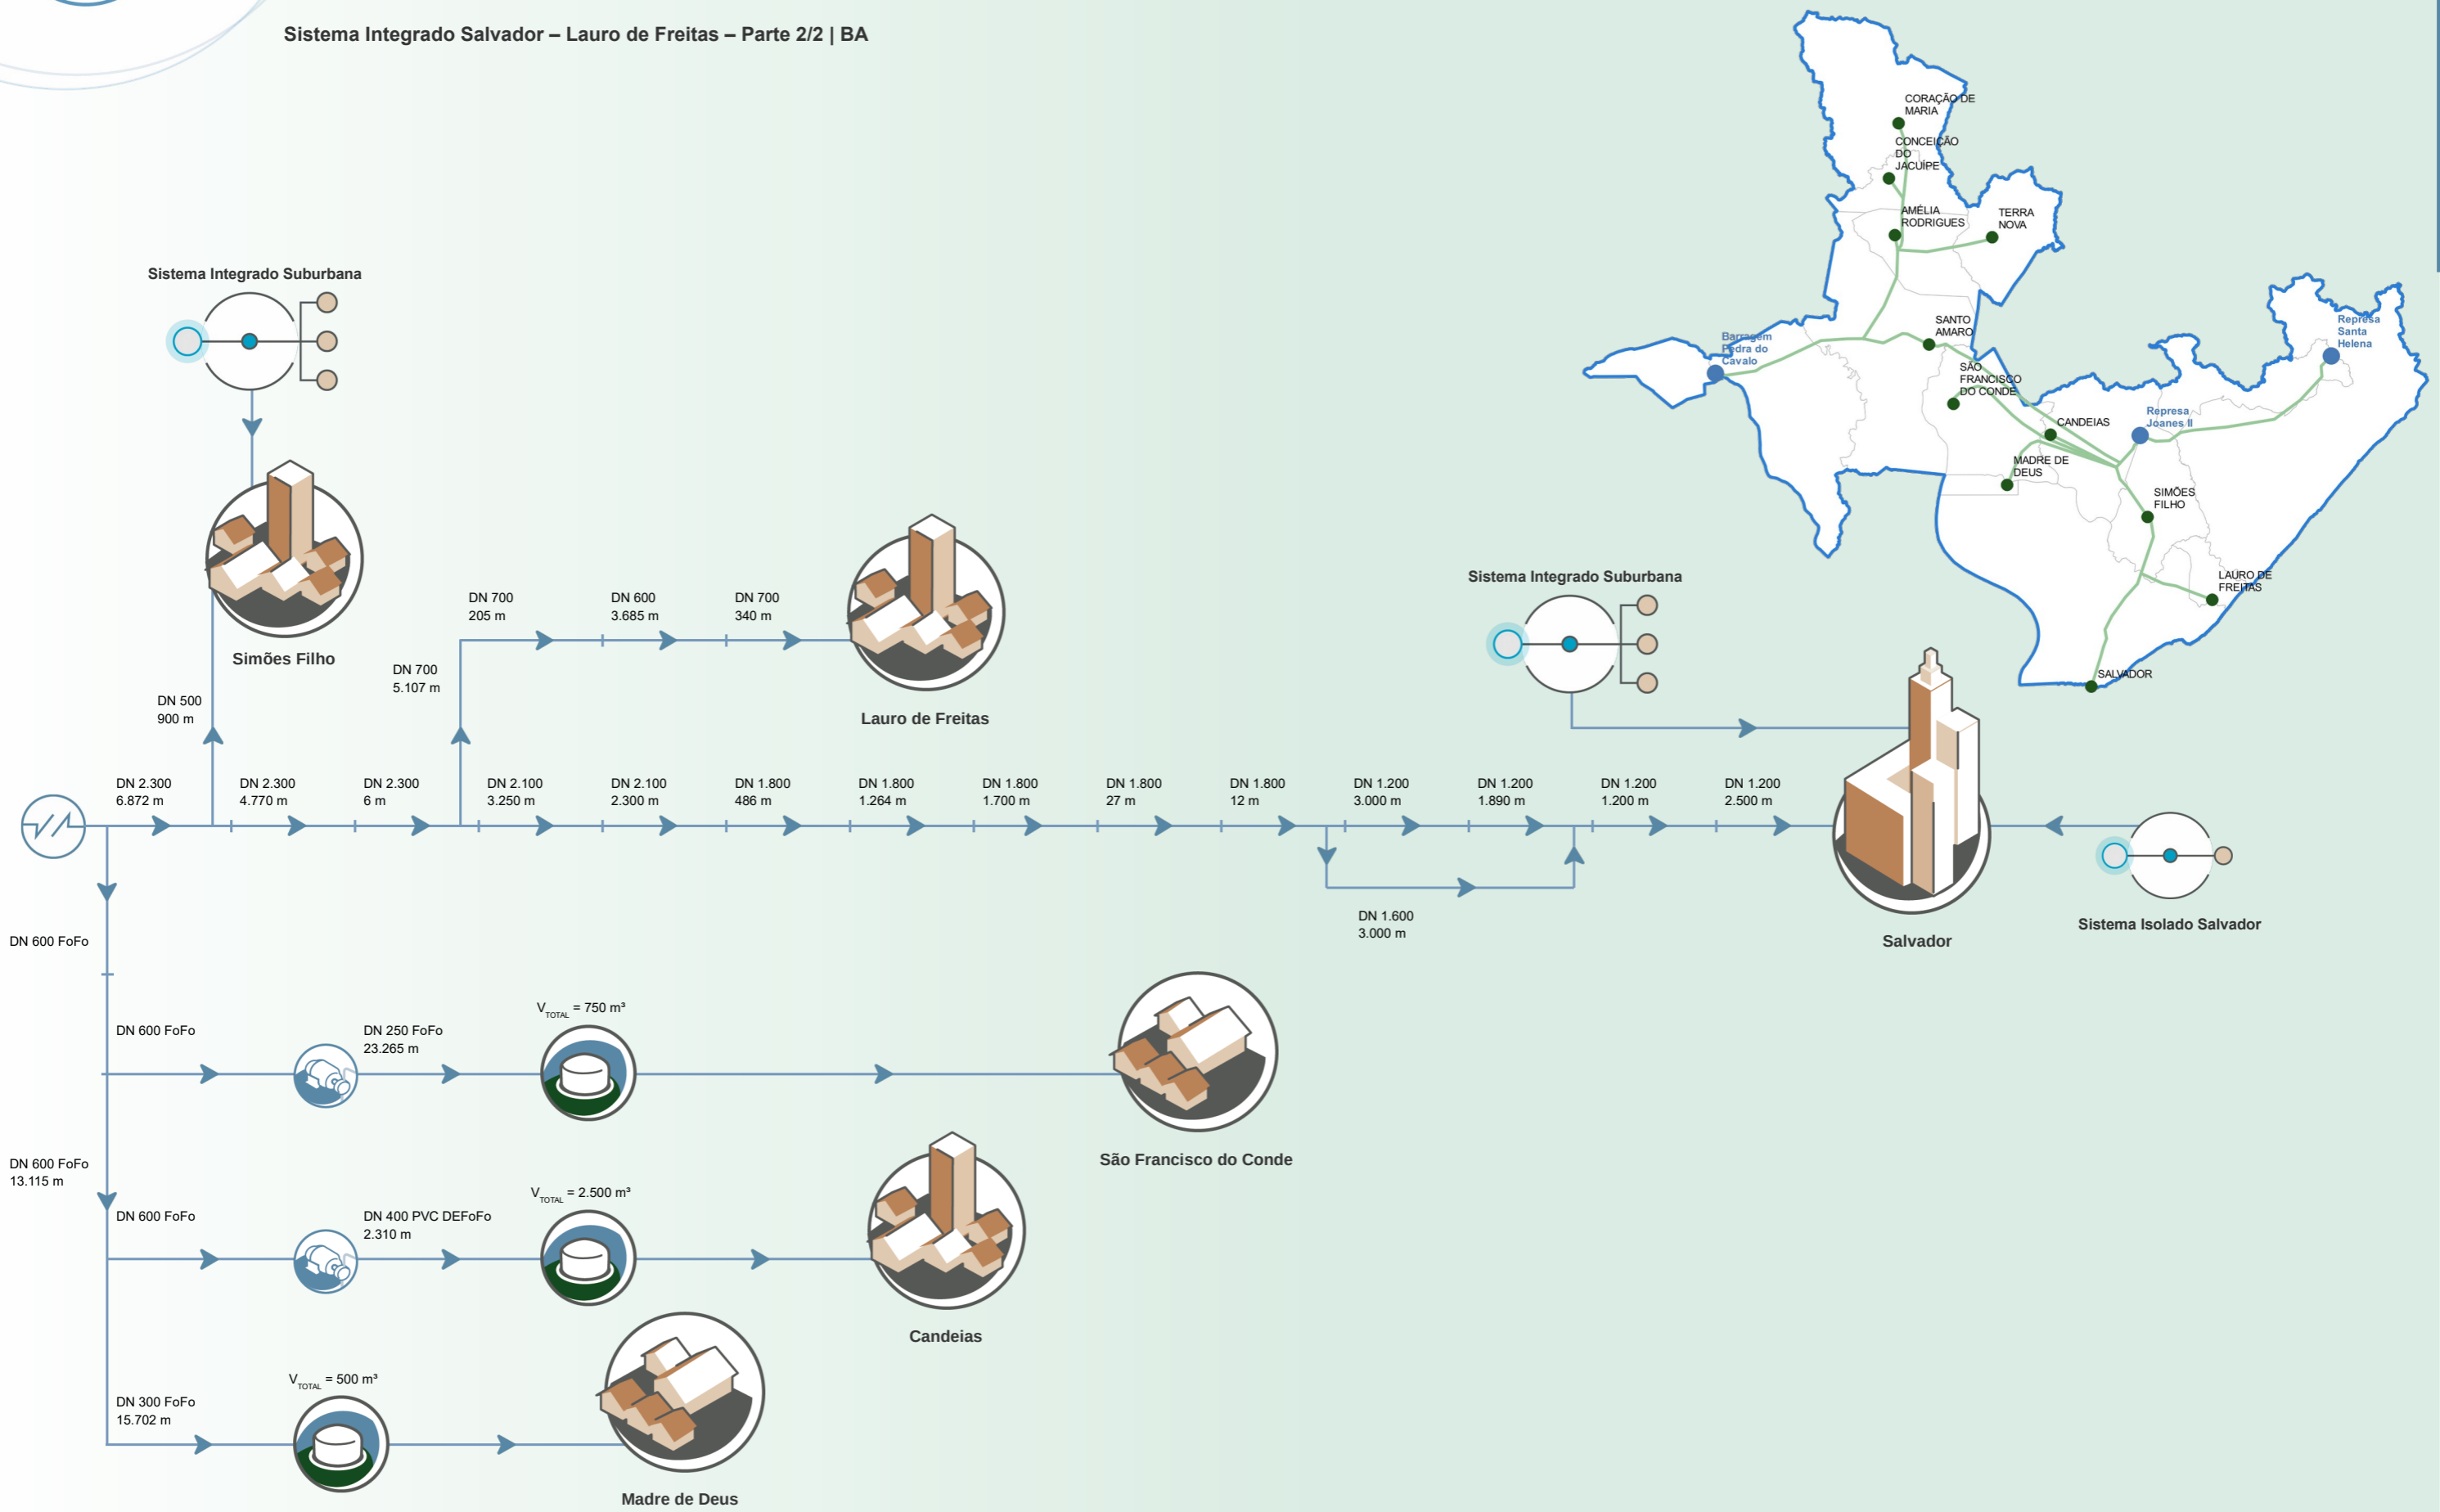 Sistema Integrado Salvador – Lauro de Freitas – Parte 2/2 | BA
CORAÇÃO DE
MARIA
CONCEIÇÃO
DO
JACUÍPE
AMÉLIA
RODRIGUES
TERRA
NOVA
SANTO
AMARO
Barragem
Pedra do
Cavalo
SÃO
FRANCISCO
DO CONDE
Represa
Santa
Helena
Represa
Joanes II
CANDEIAS
MADRE DE
DEUS
SIMÕES
FILHO
LAURO DE
FREITAS
SALVADOR
Sistema Integrado Suburbana
Simões Filho
DN 500
900 m
DN 700
5.107 m
DN 700
205 m
DN 600
3.685 m
DN 700
340 m
Lauro de Freitas
Sistema Integrado Suburbana
DN 2.300
6.872 m
DN 2.300
4.770 m
DN 2.300
6 m
DN 2.100
3.250 m
DN 2.100
2.300 m
DN 1.800
486 m
DN 1.800
1.264 m
DN 1.800
1.700 m
DN 1.800
27 m
DN 1.800
12 m
DN 1.200
3.000 m
DN 1.200
1.890 m
DN 1.200
1.200 m
DN 1.200
2.500 m
DN 1.600
3.000 m
Salvador
Sistema Isolado Salvador
DN 600 FoFo
DN 600 FoFo
DN 250 FoFo
23.265 m
VTOTAL = 750 m³
São Francisco do Conde
DN 600 FoFo
13.115 m
DN 600 FoFo
DN 400 PVC DEFoFo
2.310 m
VTOTAL = 2.500 m³
Candeias
DN 300 FoFo
15.702 m
VTOTAL = 500 m³
Madre de Deus